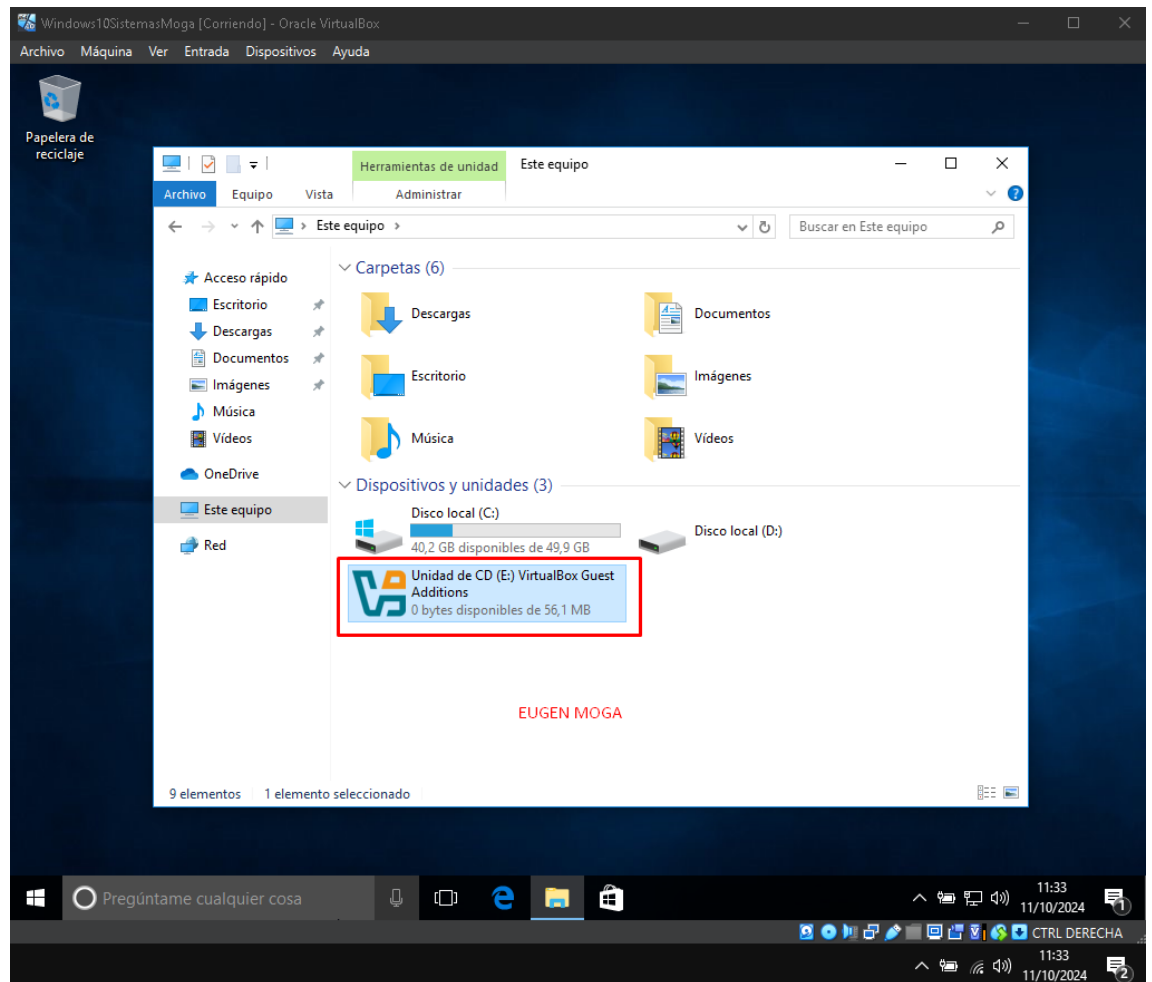 Windows10SistemasMoga [Corriendo] - Oracle VirtualBox
Archivo Máquina Ver Entrada Dispositivos Ayuda
Papelera de
reciclaje
Herramientas de unidad Este equipo
Archivo Equipo Vista Administrar
Este equipo
Buscar en Este equipo
Acceso rápido
Escritorio
Descargas
Documentos
Imágenes
Música
Vídeos
OneDrive
Este equipo
Red
Carpetas (6)
Descargas
Documentos
Escritorio
Imágenes
Música
Vídeos
Dispositivos y unidades (3)
Disco local (C:)
40,2 GB disponibles de 49,9 GB
Disco local (D:)
Unidad de CD (E:) VirtualBox Guest
Additions
0 bytes disponibles de 56,1 MB
EUGEN MOGA
9 elementos 1 elemento seleccionado
Pregúntame cualquier cosa
11:33
11/10/2024
1
CTRL DERECHA
11:33
11/10/2024
2